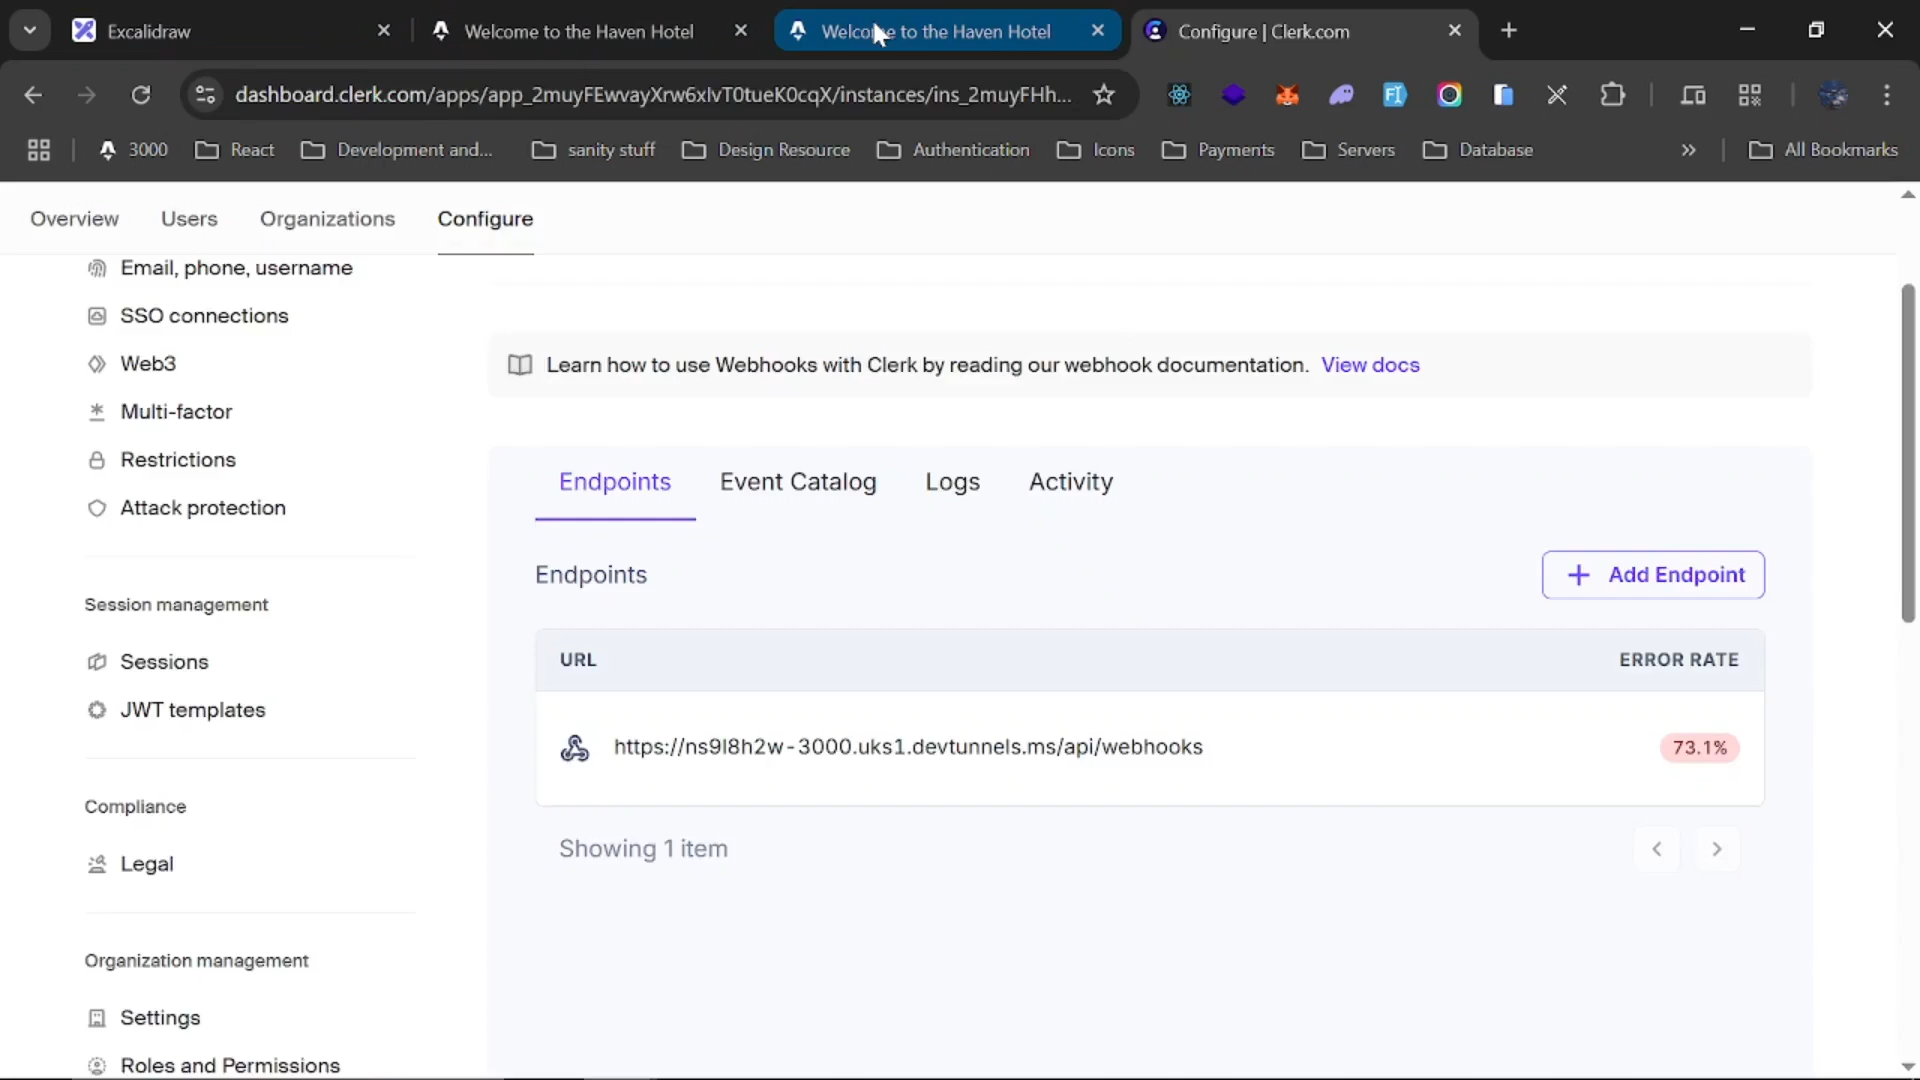 Excalidraw
Welcome to the Haven Hotel
Welcome to the Haven Hotel
Configure | Clerk.com
dashboard.clerk.com/apps/app_2muyFEwvayXrw6xIvT0tueK0cqX/instances/ins_2muyFHh...
3000
React
Development and...
sanity stuff
Design Resource
Authentication
Icons
Payments
Servers
Database
All Bookmarks
Overview
Users
Organizations
Configure
Email, phone, username
SSO connections
Web3
Multi-factor
Restrictions
Attack protection
Session management
Sessions
JWT templates
Compliance
Legal
Organization management
Settings
Roles and Permissions
Learn how to use Webhooks with Clerk by reading our webhook documentation. View docs
Endpoints
Event Catalog
Logs
Activity
Endpoints
Add Endpoint
URL
ERROR RATE
https://ns9l8h2w-3000.uks1.devtunnels.ms/api/webhooks
73.1%
Showing 1 item